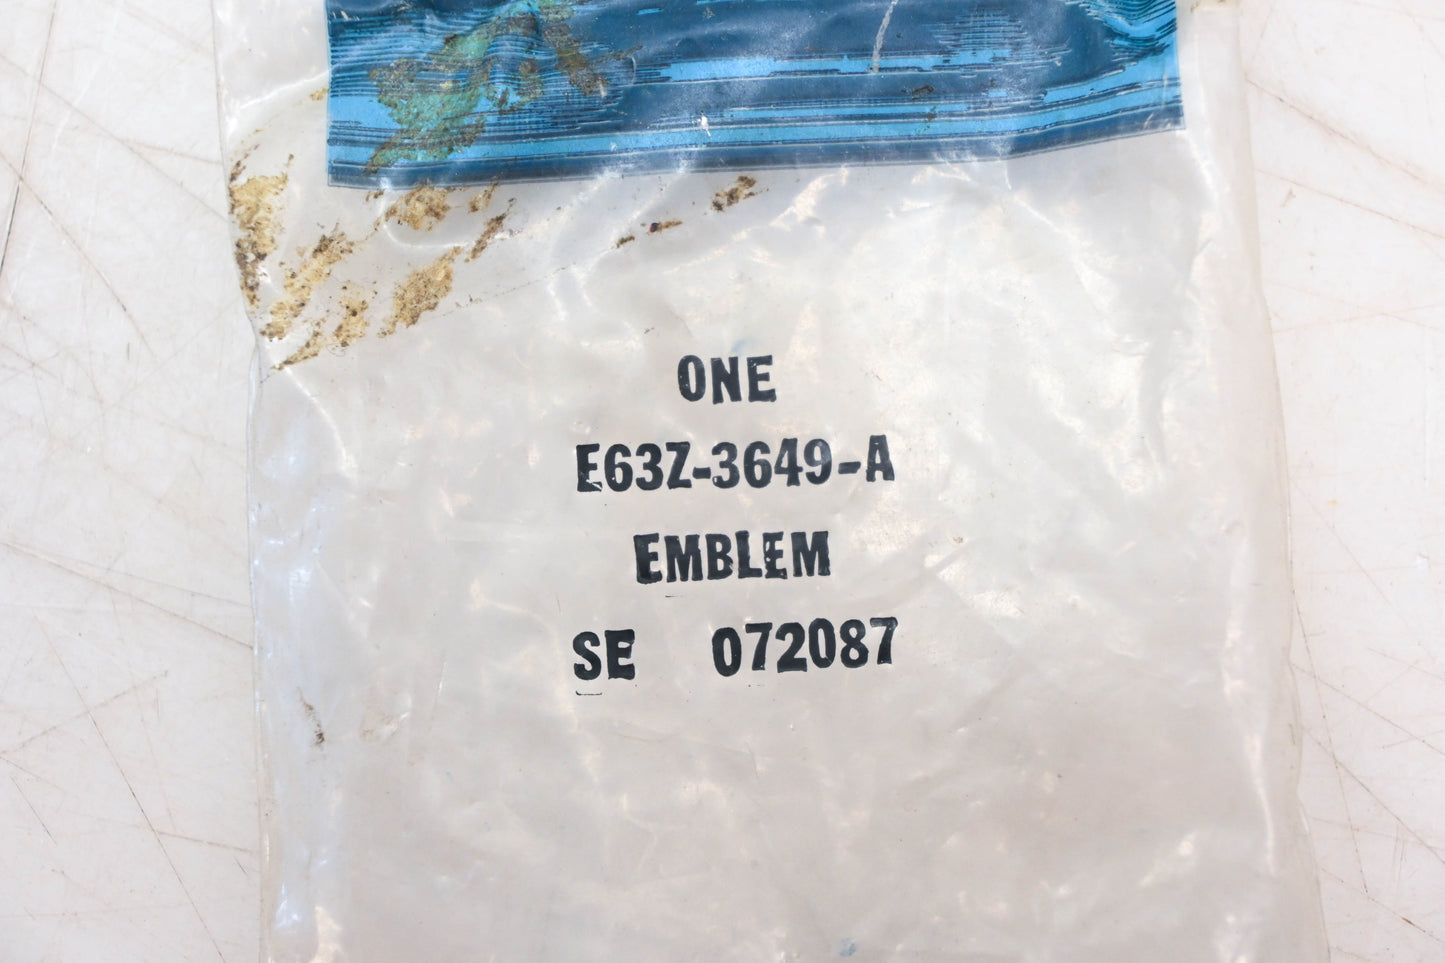 ONE
E63Z-3649-A
EMBLEM
SE 072087